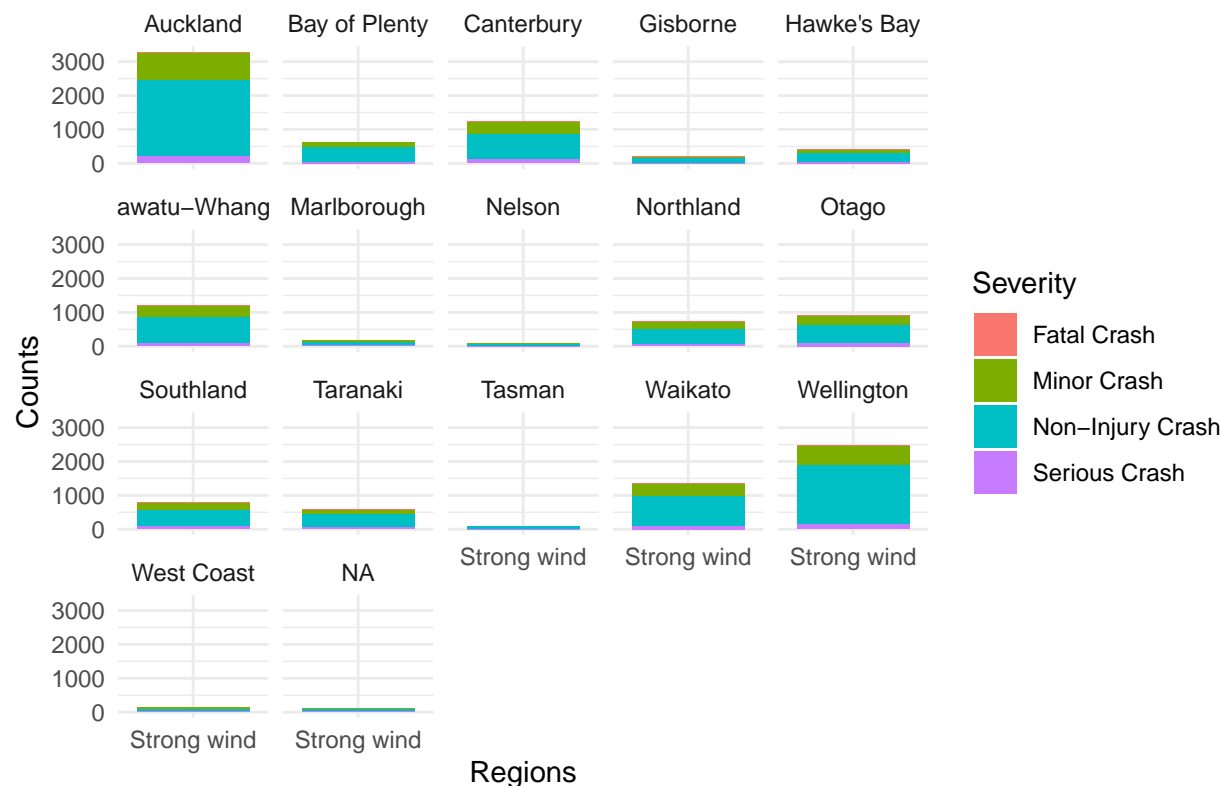 Auckland Bay of Plenty Canterbury Gisborne Hawke's Bay
3000
2000
1000
0
awatu−Whang Marlborough Nelson Northland Otago
3000
2000
1000
0
Southland Taranaki Tasman Waikato Wellington
3000
2000
1000
0
Strong wind Strong wind Strong wind
West Coast NA
3000
2000
1000
0
Strong wind Strong wind
Regions
Counts
Severity
Fatal Crash
Minor Crash
Non−Injury Crash
Serious Crash